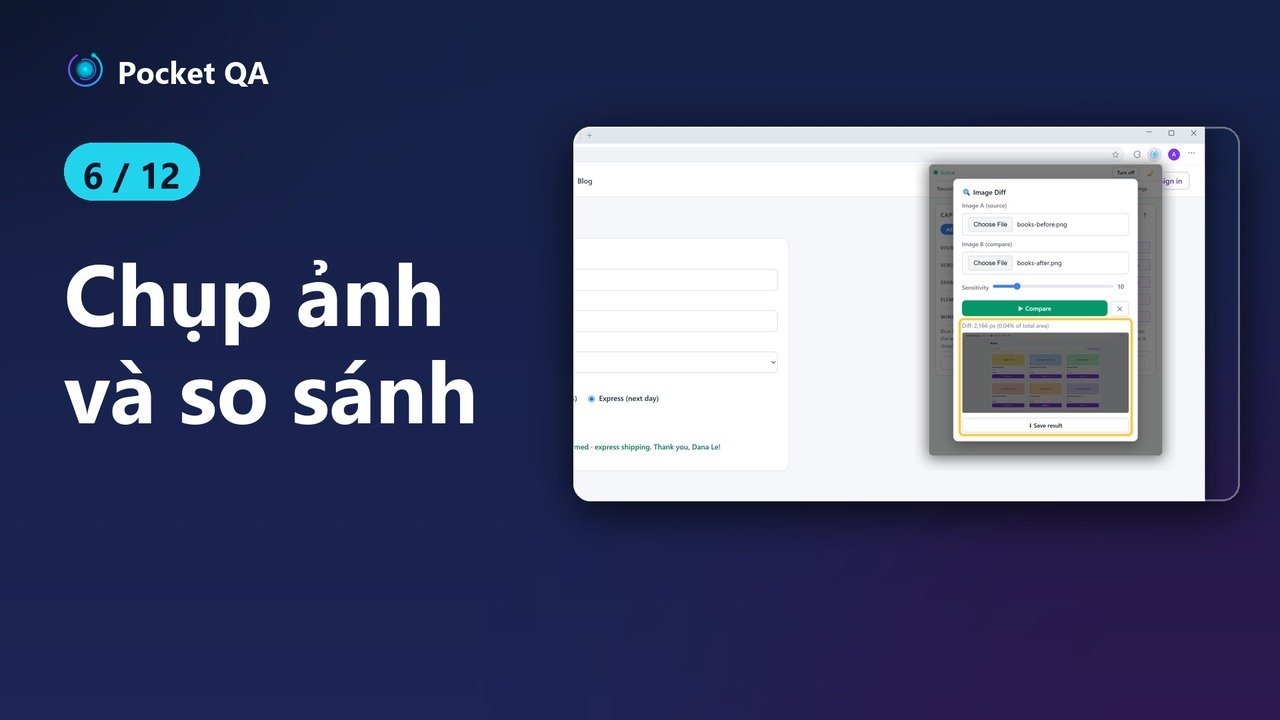 Pocket QA
6 / 12
Chụp ảnh
và so sánh
Blog
Sign in
Active
Turn off
Image Diff
Image A (source)
Choose File books-before.png
Image B (compare)
Choose File books-after.png
Sensitivity 10
Compare
Diff: 2,166 px (0.04% of total area)
Save result
Express (next day)
med - express shipping. Thank you, Dana Le!